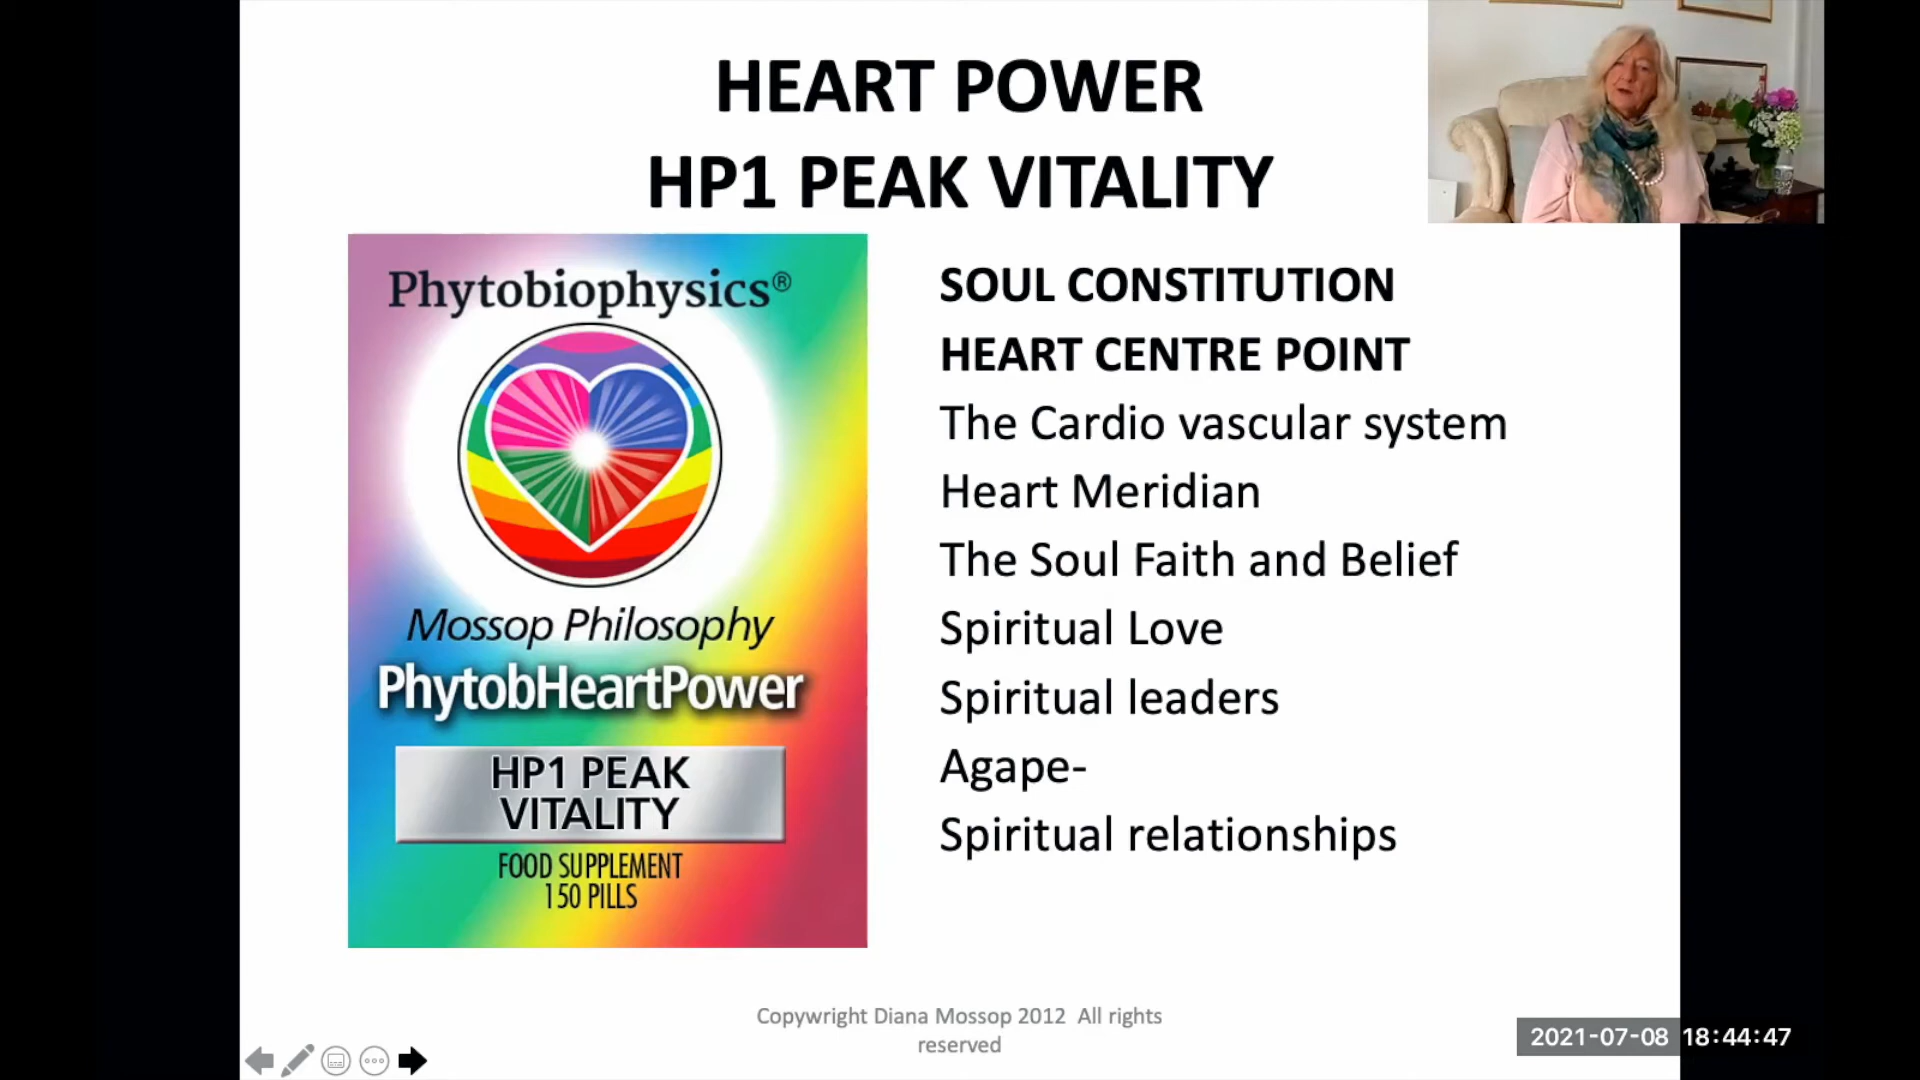 HEART POWER
HP1 PEAK VITALITY
Phytobiophysics®
Mossop Philosophy
PhytobHeartPower
HP1 PEAK
VITALITY
FOOD SUPPLEMENT
150 PILLS
SOUL CONSTITUTION
HEART CENTRE POINT
The Cardio vascular system
Heart Meridian
The Soul Faith and Belief
Spiritual Love
Spiritual leaders
Agape-
Spiritual relationships
Copywright Diana Mossop 2012 All rights
reserved
2021-07-08 18:44:47